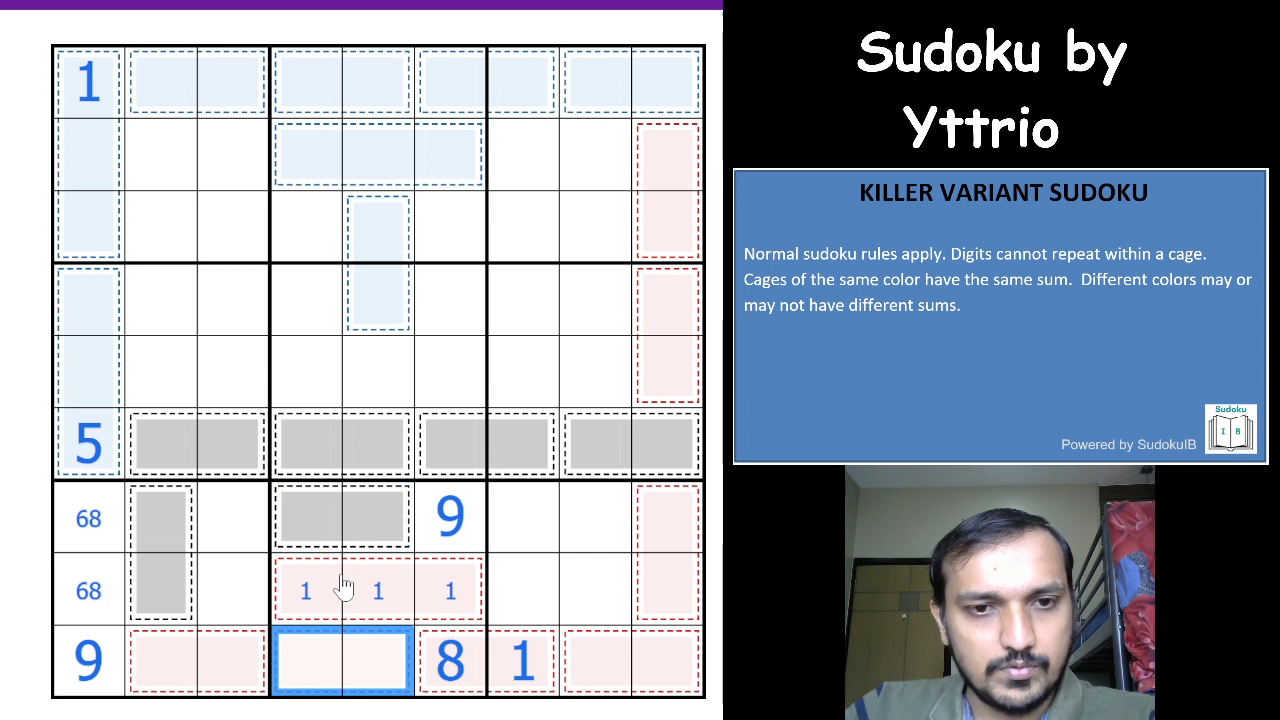 Sudoku by
Yttrio
KILLER VARIANT SUDOKU
Normal sudoku rules apply. Digits cannot repeat within a cage.
Cages of the same color have the same sum.  Different colors may or
may not have different sums.
Sudoku
I B
Powered by SudokuIB
1
5
68
9
68
1 1 1
9 8 1